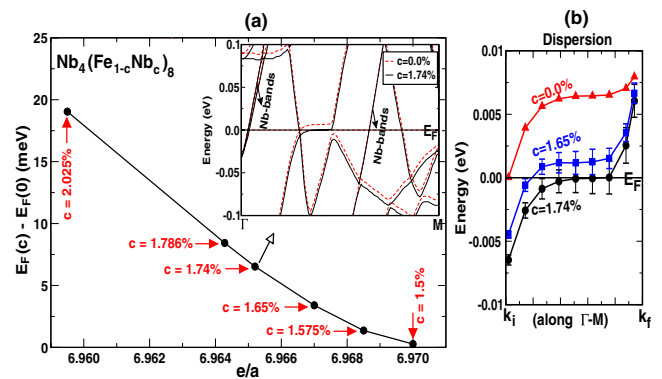 (a)
(b)
Nb4(Fe1-cNbc)8
EF(c) - EF(0) (meV)
25
20
15
10
5
0
6.960
6.962
6.964
6.966
6.968
6.970
e/a
c = 2.025%
c = 1.786%
c = 1.74%
c = 1.65%
c = 1.575%
c = 1.5%
Energy (eV)
0.1
0.05
0.00
-0.05
-0.1
Γ
M
Nb-bands
Nb-bands
c=0.0%
c=1.74%
EF
Dispersion
Energy (eV)
0.010
0.005
0.000
-0.005
-0.01
c=0.0%
c=1.65%
c=1.74%
EF
ki
(along Γ-M)
kf